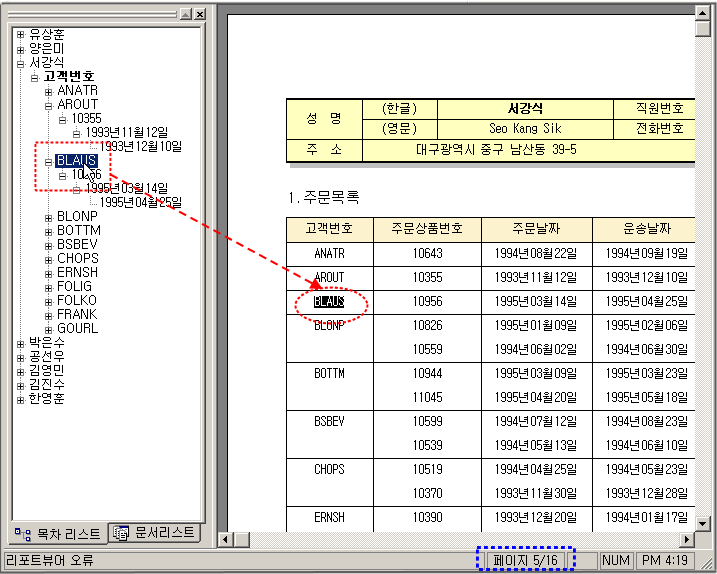 유상훈
양은미
서강식
고객번호
ANATR
AROUT
10355
1993년11월12일
1993년12월10일
BLAUS
1995년03월14일
1995년04월25일
BLONP
BOTTM
BSBEV
CHOPS
ERNSH
FOLIG
FOLKO
FRANK
GOURL
박은수
공선우
김영민
김진수
한영훈
목차 리스트 문서리스트
성 명 (한글) 서강식 직원번호
(영문) Seo Kang Sik 전화번호
주 소 대구광역시 중구 남산동 39-5
1. 주문목록
고객번호 주문상품번호 주문날짜 운송날짜
ANATR 10643 1994년08월22일 1994년09월19일
AROUT 10355 1993년11월12일 1993년12월10일
BLAUS 10956 1995년03월14일 1995년04월25일
BLONP 10826 1995년01월09일 1995년02월06일
10559 1994년06월02일 1994년06월30일
BOTTM 10944 1995년03월09일 1995년03월23일
11045 1995년04월20일 1995년05월18일
BSBEV 10599 1994년07월12일 1994년08월23일
10539 1994년05월13일 1994년06월10일
CHOPS 10519 1994년04월25일 1994년05월23일
10370 1993년11월30일 1993년12월28일
ERNSH 10390 1993년12월20일 1994년01월17일
리포트뷰어 오류 페이지 5/16 NUM PM 4:19